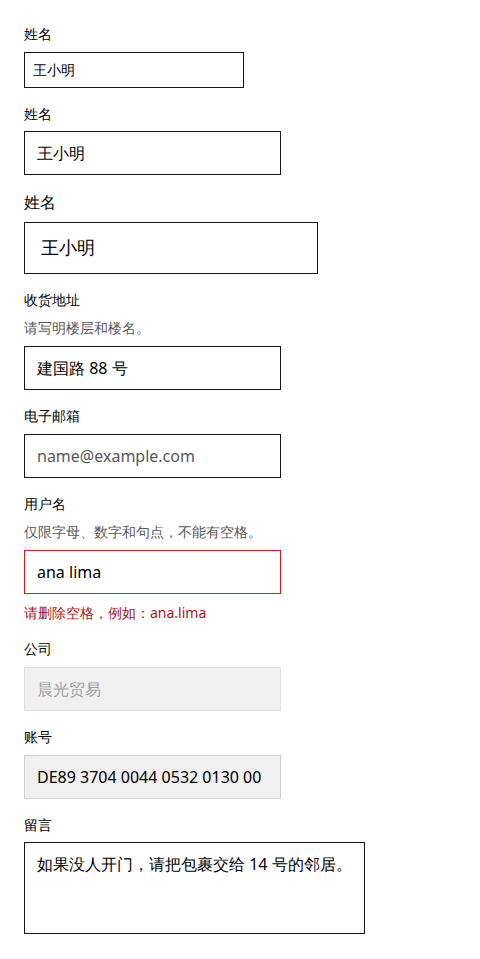 姓名
王小明
姓名
王小明
姓名
王小明
收货地址
请写明楼层和楼名。
建国路 88 号
电子邮箱
name@example.com
用户名
仅限字母、数字和句点，不能有空格。
ana lima
请删除空格，例如：ana.lima
公司
晨光贸易
账号
DE89 3704 0044 0532 0130 00
留言
如果没人开门，请把包裹交给 14 号的邻居。